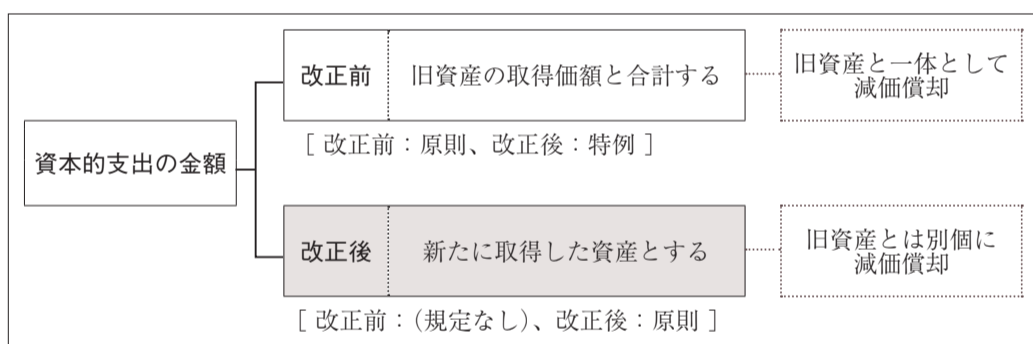 資本的支出の金額
改正前
旧資産の取得価額と合計する
旧資産と一体として
減価償却
［ 改正前：原則、改正後：特例 ］
改正後
新たに取得した資産とする
旧資産とは別個に
減価償却
［ 改正前：（規定なし）、改正後：原則 ］